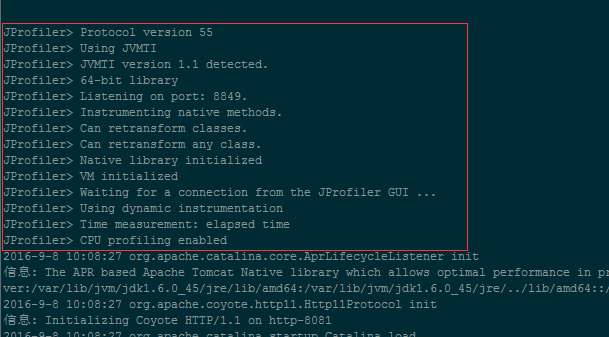 JProfiler> Protocol version 55
JProfiler> Using JVMTI
JProfiler> JVMTI version 1.1 detected.
JProfiler> 64-bit library
JProfiler> Listening on port: 8849.
JProfiler> Instrumenting native methods.
JProfiler> Can retransform classes.
JProfiler> Can retransform any class.
JProfiler> Native library initialized
JProfiler> VM initialized
JProfiler> Waiting for a connection from the JProfiler GUI ...
JProfiler> Using dynamic instrumentation
JProfiler> Time measurement: elapsed time
JProfiler> CPU profiling enabled
2016-9-8 10:08:27 org.apache.catalina.core.AprLifecycleListener init
信息: The APR based Apache Tomcat Native library which allows optimal performance in pr
ver:/var/lib/jvm/jdk1.6.0_45/jre/lib/amd64:/var/lib/jvm/jdk1.6.0_45/jre/../lib/amd64::/
2016-9-8 10:08:27 org.apache.coyote.http11.Http11Protocol init
信息: Initializing Coyote HTTP/1.1 on http-8081
2016-9-8 10:08:27 org.apache.catalina.startup.Catalina load